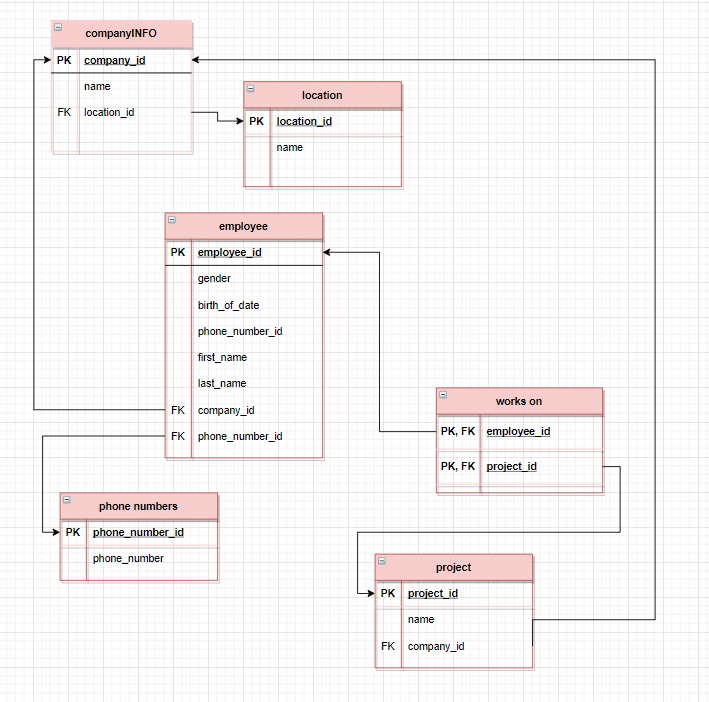 companyINFO
PK company_id
name
FK location_id
location
PK location_id
name
employee
PK employee_id
gender
birth_of_date
phone_number_id
first_name
last_name
FK company_id
FK phone_number_id
works on
PK, FK employee_id
PK, FK project_id
phone numbers
PK phone_number_id
phone_number
project
PK project_id
name
FK company_id